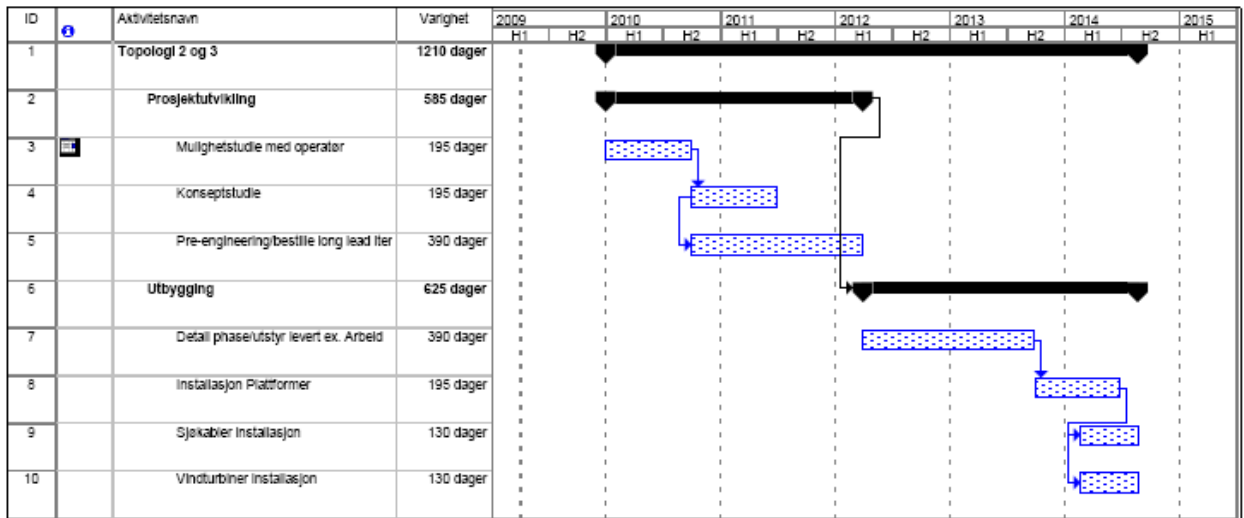 ID Aktivitetsnavn Varighet 2009 2010 2011 2012 2013 2014 2015
H1 H2 H1 H2 H1 H2 H1 H2 H1 H2 H1 H2 H1
1 Topologi 2 og 3 1210 dager
2 Prosjektutvikling 585 dager
3 Mulighetstudie med operatør 195 dager
4 Konseptstudie 195 dager
5 Pre-engineering/bestille long lead iter 390 dager
6 Utbygging 625 dager
7 Detail phase/utstyr levert ex. Arbeid 390 dager
8 Installasjon Plattformer 195 dager
9 Sjøkabler Installasjon 130 dager
10 Vindturbiner Installasjon 130 dager